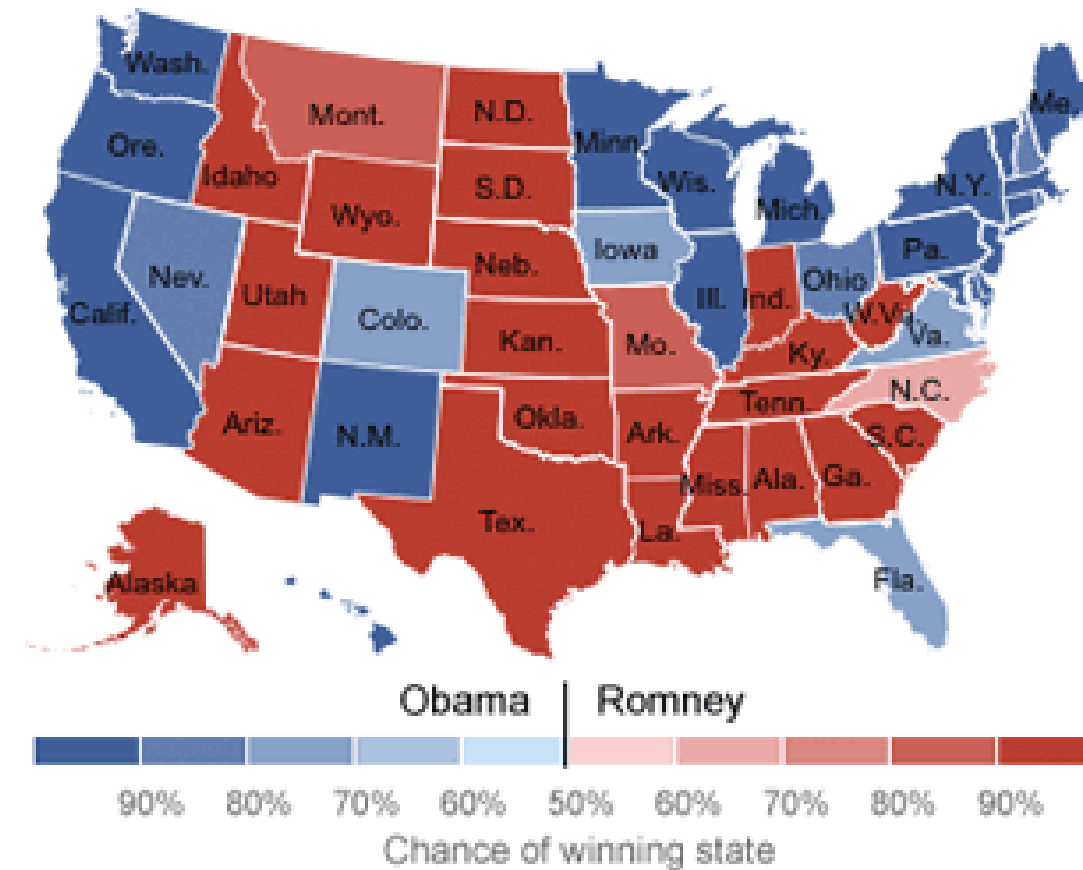 Wash.
Me.
Mont.
N.D.
Ore.
Minn
Idaho
S.D.
Wis.
N.Y.
Wyo.
Mich.
Iowa
Pa.
Neb.
Nev.
Ohio
Utah
Ill.
Ind.
Calif.
Colo.
W.Va.
Va.
Kan.
Mo.
Ky.
N.C.
Tenn.
Ariz.
Okla.
N.M.
Ark.
S.C.
Miss.
Ala.
Ga.
Tex.
La.
Alaska
Fla.
Obama Romney
90% 80% 70% 60% 50% 60% 70% 80% 90%
Chance of winning state